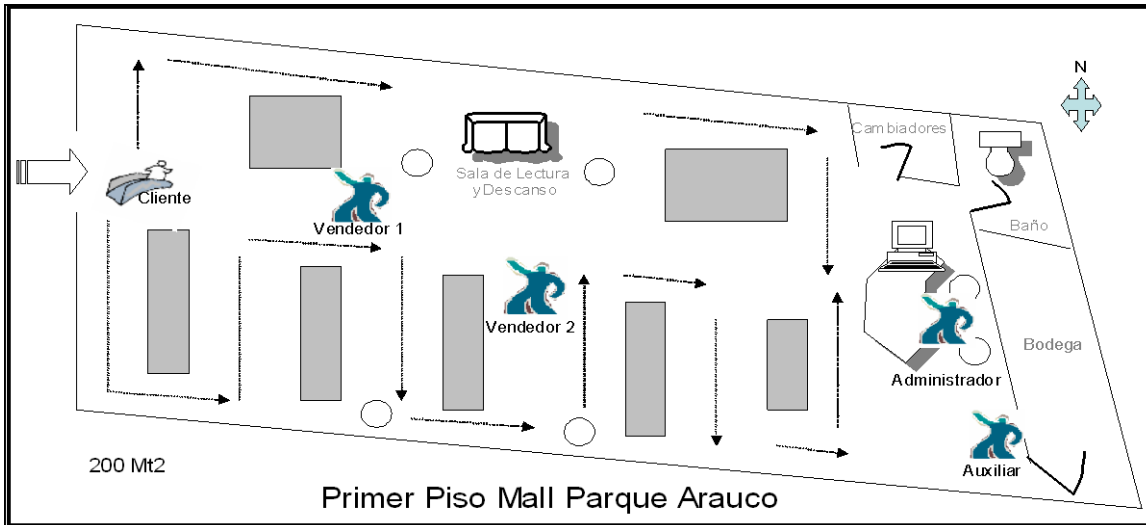 N
Cambiadores
Cliente
Sala de Lectura
y Descanso
Vendedor 1
Baño
Vendedor 2
Bodega
Administrador
Auxiliar
200 Mt2
Primer Piso Mall Parque Arauco